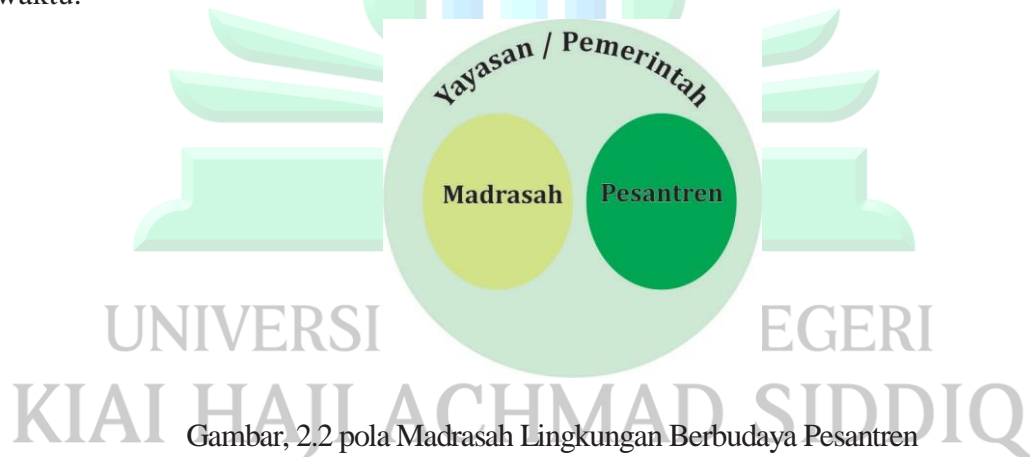 waktu.
Yayasan / Pemerintah
Madrasah Pesantren
UNIVERSI EGERI
KIAI HAJI ACHMAD SIDDIQ
Gambar, 2.2 pola Madrasah Lingkungan Berbudaya Pesantren